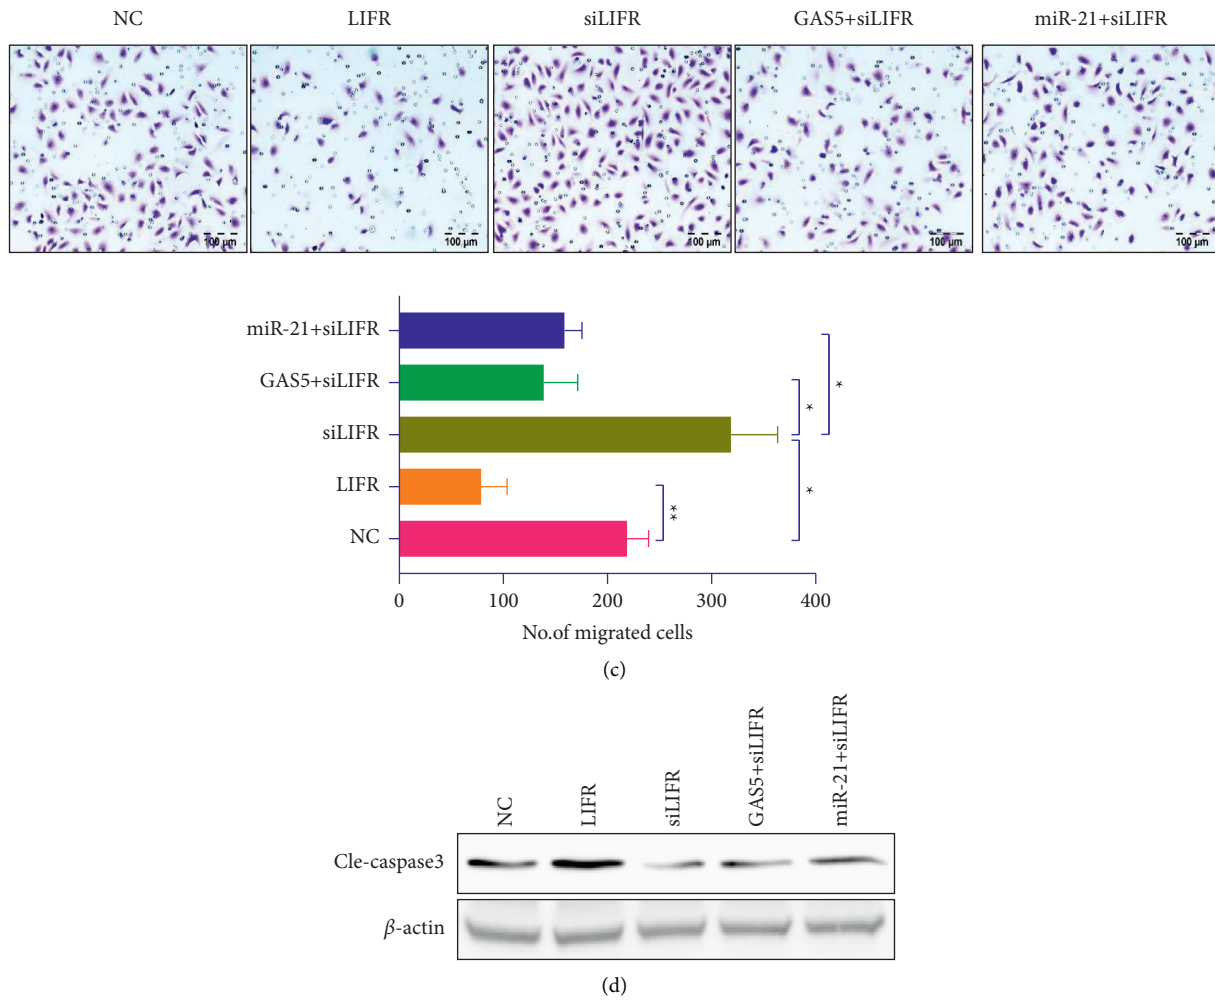 NC LIFR siLIFR GAS5+siLIFR miR-21+siLIFR
100 μm 100 μm 100 μm 100 μm 100 μm
miR-21+siLIFR
GAS5+siLIFR
siLIFR
LIFR
NC
*
*
*
**
0 100 200 300 400
No.of migrated cells
(c)
NC LIFR siLIFR GAS5+siLIFR miR-21+siLIFR
Cle-caspase3
β-actin
(d)